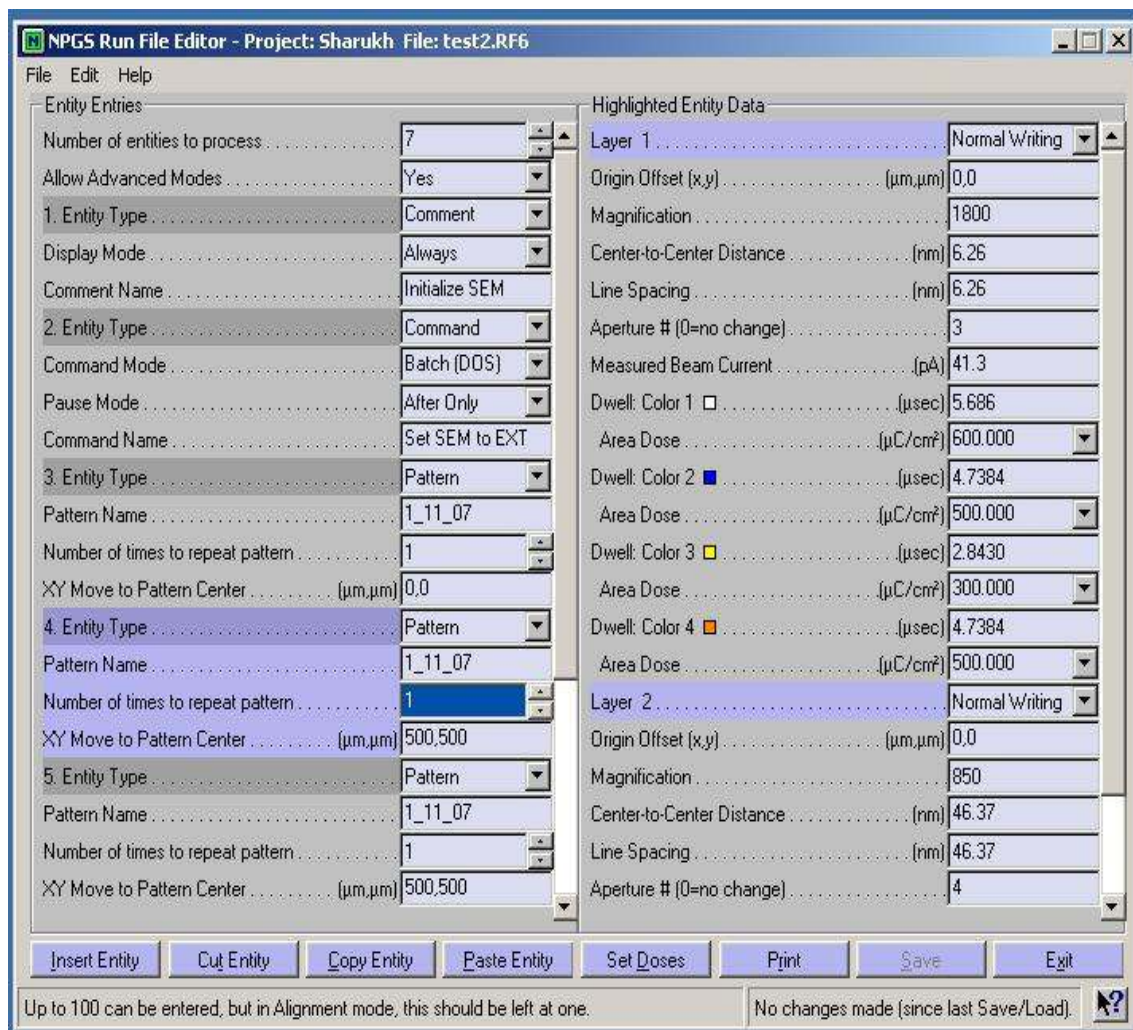 NPGS Run File Editor - Project: Sharukh File: test2.RF6
File Edit Help
Entity Entries
Number of entities to process 7
Allow Advanced Modes Yes
1. Entity Type Comment
Display Mode Always
Comment Name Initialize SEM
2. Entity Type Command
Command Mode Batch (DOS)
Pause Mode After Only
Command Name Set SEM to EXT
3. Entity Type Pattern
Pattern Name 1_11_07
Number of times to repeat pattern 1
XY Move to Pattern Center (µm,µm) 0,0
4. Entity Type Pattern
Pattern Name 1_11_07
Number of times to repeat pattern 1
XY Move to Pattern Center (µm,µm) 500,500
5. Entity Type Pattern
Pattern Name 1_11_07
Number of times to repeat pattern 1
XY Move to Pattern Center (µm,µm) 500,500
Highlighted Entity Data
Layer 1 Normal Writing
Origin Offset (x,y) (µm,µm) 0,0
Magnification 1800
Center-to-Center Distance (nm) 6.26
Line Spacing (nm) 6.26
Aperture # (0=no change) 3
Measured Beam Current (pA) 41.3
Dwell: Color 1 (µsec) 5.686
Area Dose (µC/cm²) 600.000
Dwell: Color 2 (µsec) 4.7384
Area Dose (µC/cm²) 500.000
Dwell: Color 3 (µsec) 2.8430
Area Dose (µC/cm²) 300.000
Dwell: Color 4 (µsec) 4.7384
Area Dose (µC/cm²) 500.000
Layer 2 Normal Writing
Origin Offset (x,y) (µm,µm) 0,0
Magnification 850
Center-to-Center Distance (nm) 46.37
Line Spacing (nm) 46.37
Aperture # (0=no change) 4
Insert Entity Cut Entity Copy Entity Paste Entity Set Doses Print Save Exit
Up to 100 can be entered, but in Alignment mode, this should be left at one. No changes made (since last Save/Load).